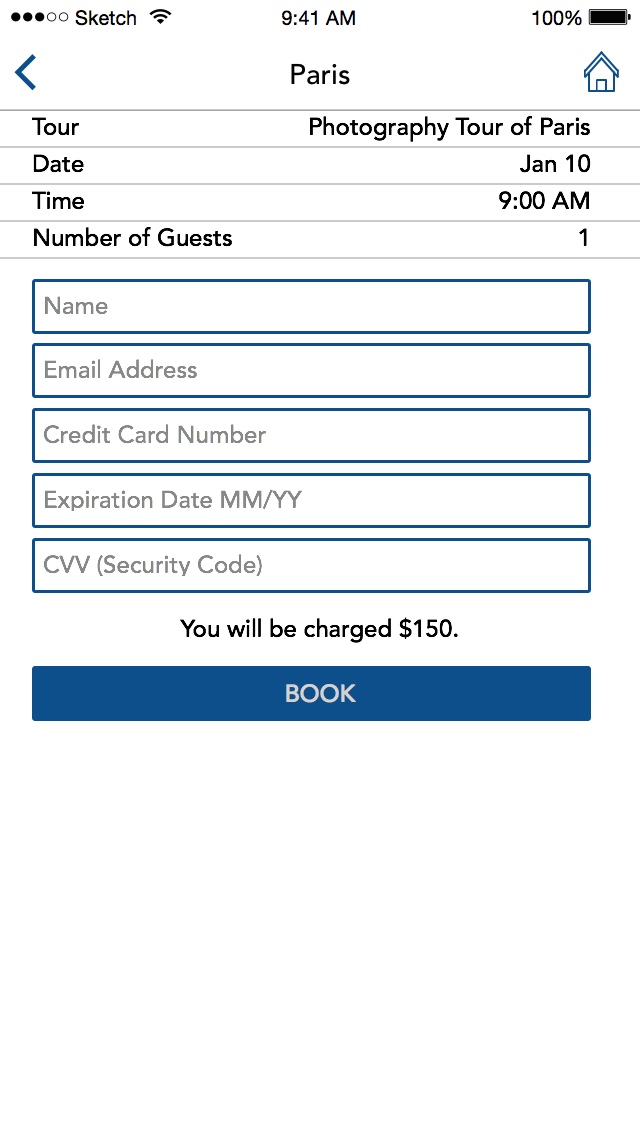 Sketch 9:41 AM 100%
Paris
Tour Photography Tour of Paris
Date Jan 10
Time 9:00 AM
Number of Guests 1
Name
Email Address
Credit Card Number
Expiration Date MM/YY
CVV (Security Code)
You will be charged $150.
BOOK